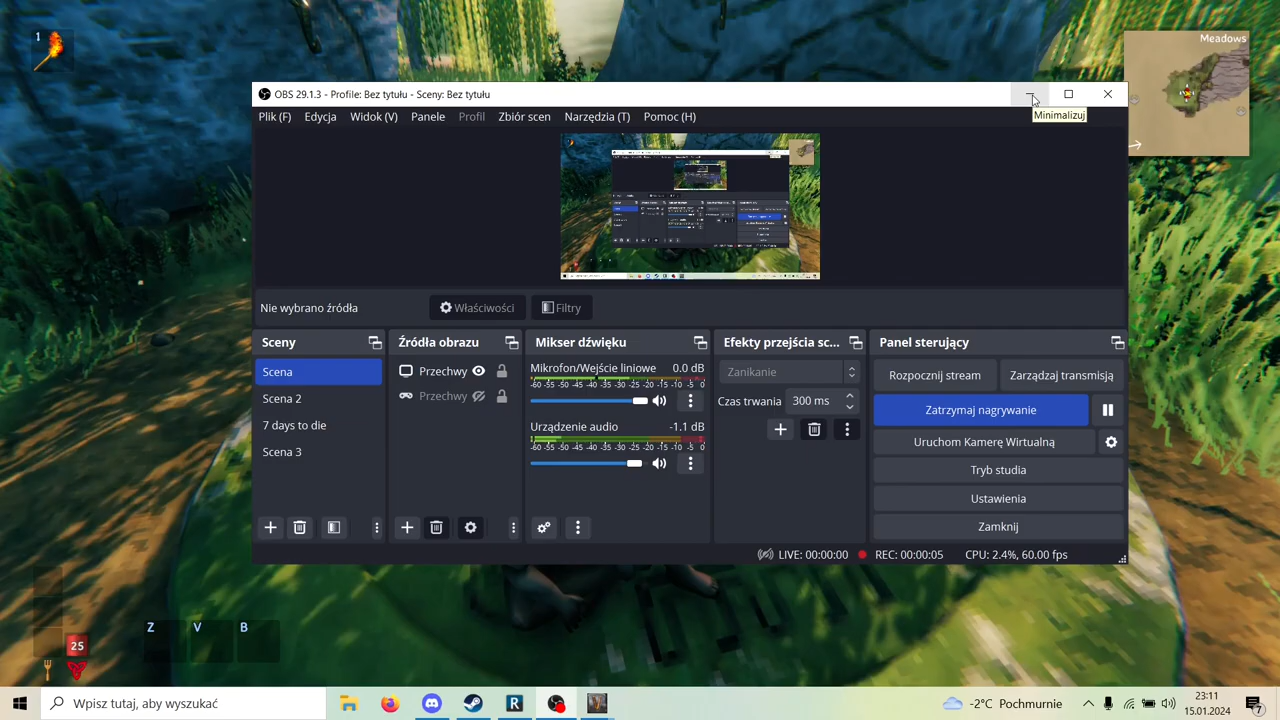 1
Meadows
OBS 29.1.3 - Profile: Bez tytułu - Sceny: Bez tytułu
Minimalizuj
Plik (F) Edycja Widok (V) Panele Profil Zbiór scen Narzędzia (T) Pomoc (H)
Nie wybrano źródła Właściwości Filtry
Sceny
Scena
Scena 2
7 days to die
Scena 3
Źródła obrazu
Przechwy
Przechwy
Mikser dźwięku
Mikrofon/Wejście liniowe 0.0 dB
-60 -55 -50 -45 -40 -35 -30 -25 -20 -15 -10 -5 0
Urządzenie audio -1.1 dB
-60 -55 -50 -45 -40 -35 -30 -25 -20 -15 -10 -5 0
Efekty przejścia sc...
Zanikanie
Czas trwania 300 ms
Panel sterujący
Rozpocznij stream Zarządzaj transmisją
Zatrzymaj nagrywanie
Uruchom Kamerę Wirtualną
Tryb studia
Ustawienia
Zamknij
LIVE: 00:00:00 REC: 00:00:05 CPU: 2.4%, 60.00 fps
Z V B
25
Wpisz tutaj, aby wyszukać
R
-2°C Pochmurnie
23:11
15.01.2024
7